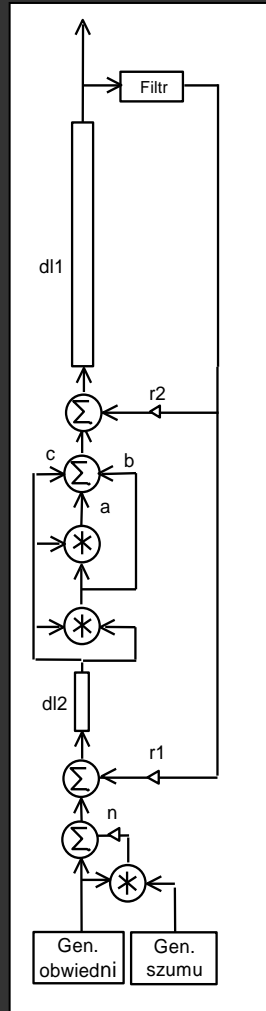 Filtr
dl1
r2
Σ
c
b
Σ
a
*
*
dl2
r1
Σ
n
Σ
*
Gen.
obwiedni
Gen.
szumu